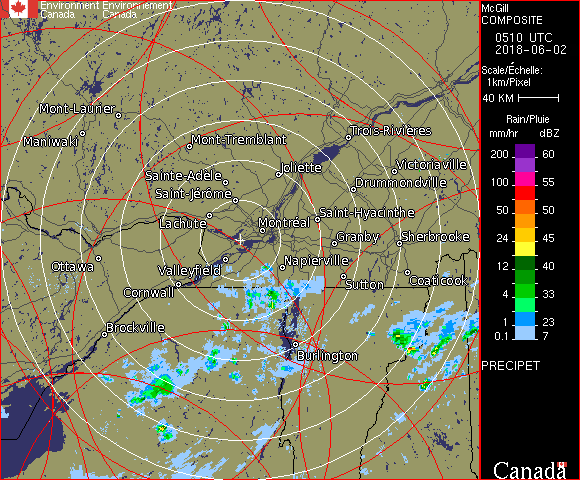 Environment Environnement
Canada Canada
McGill
COMPOSITE
0510 UTC
2018-06-02
Scale/Échelle:
1km/Pixel
40 KM
Rain/Pluie
mm/hr dBZ
200 60
155
100 55
50 50
24 45
12 40
4 33
1 23
0.1 7
PRECIPET
Canada
Mont-Laurier
Maniwaki
Mont-Tremblant
Trois-Rivières
Sainte-Adèle
Joliette
Victoriaville
Saint-Jérôme
Drummondville
Lachute
Montréal
Saint-Hyacinthe
Granby
Sherbrooke
Ottawa
Valleyfield
Napierville
Cornwall
Sutton
Coaticook
Brockville
Burlington